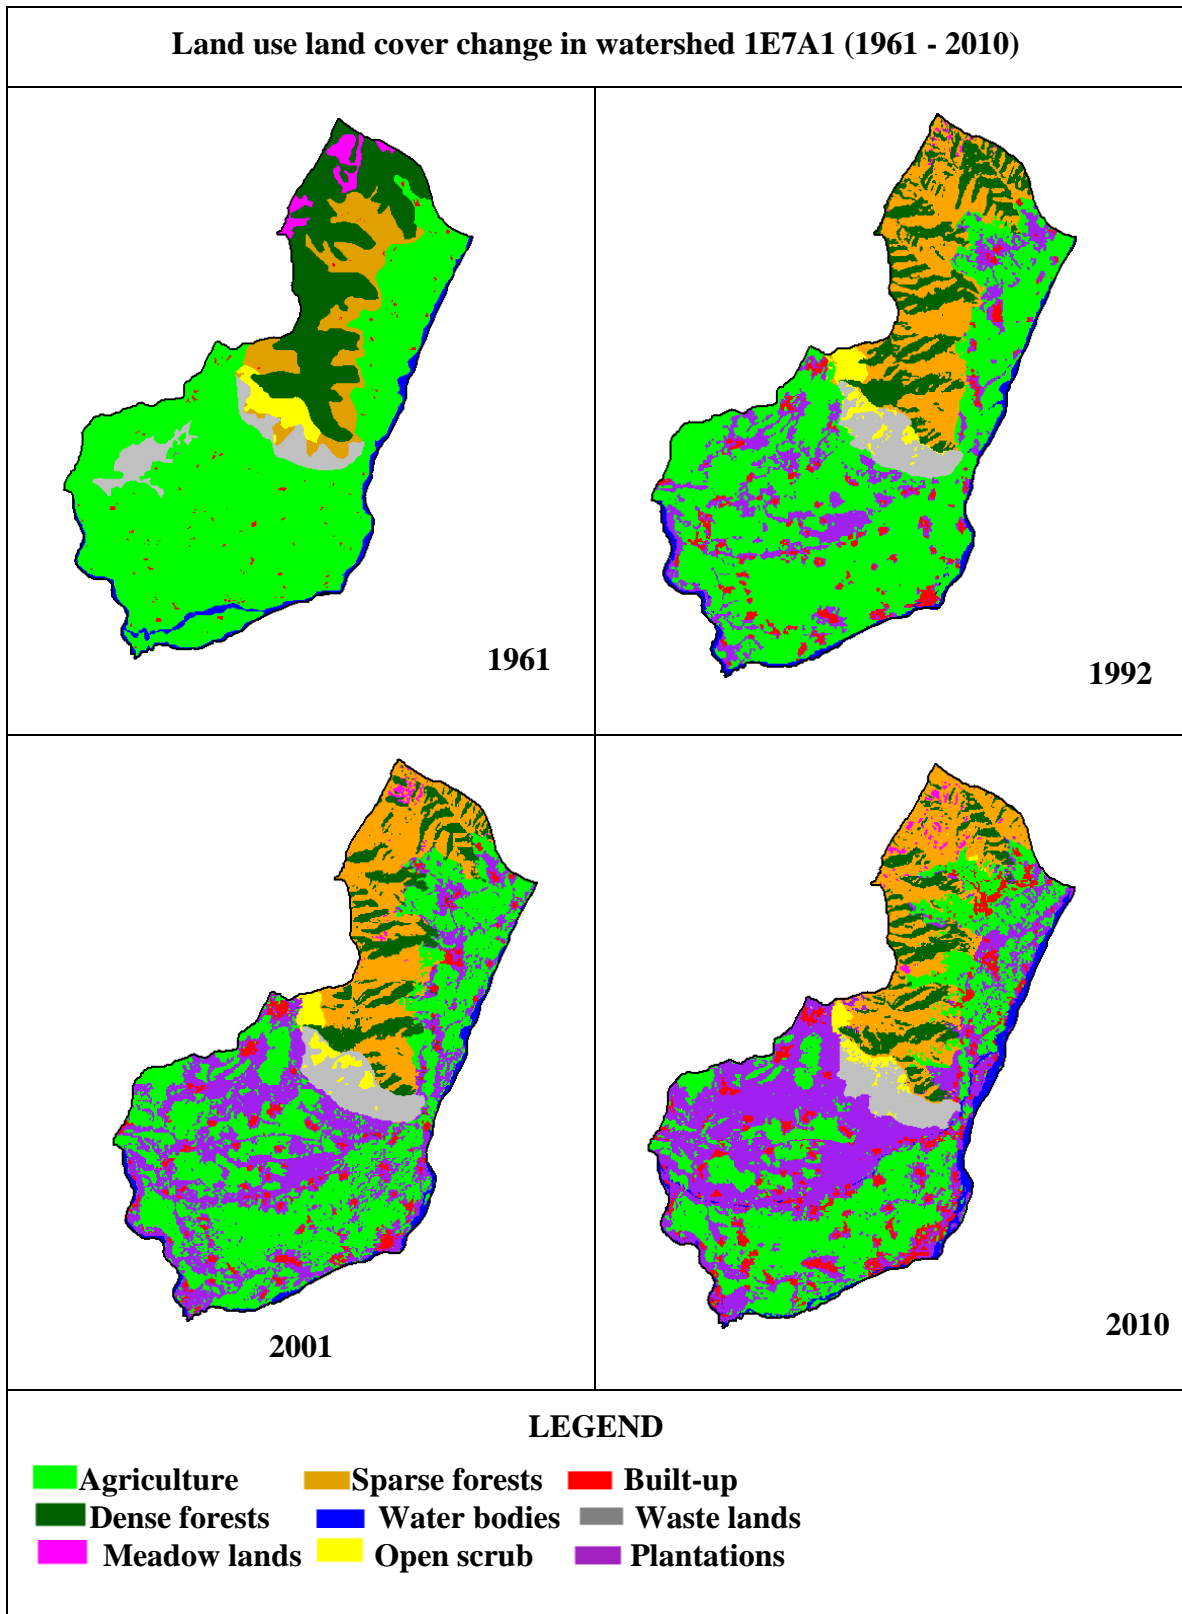 Land use land cover change in watershed 1E7A1 (1961 - 2010)
1961
1992
2001
2010
LEGEND
Agriculture Sparse forests Built-up
Dense forests Water bodies Waste lands
Meadow lands Open scrub Plantations